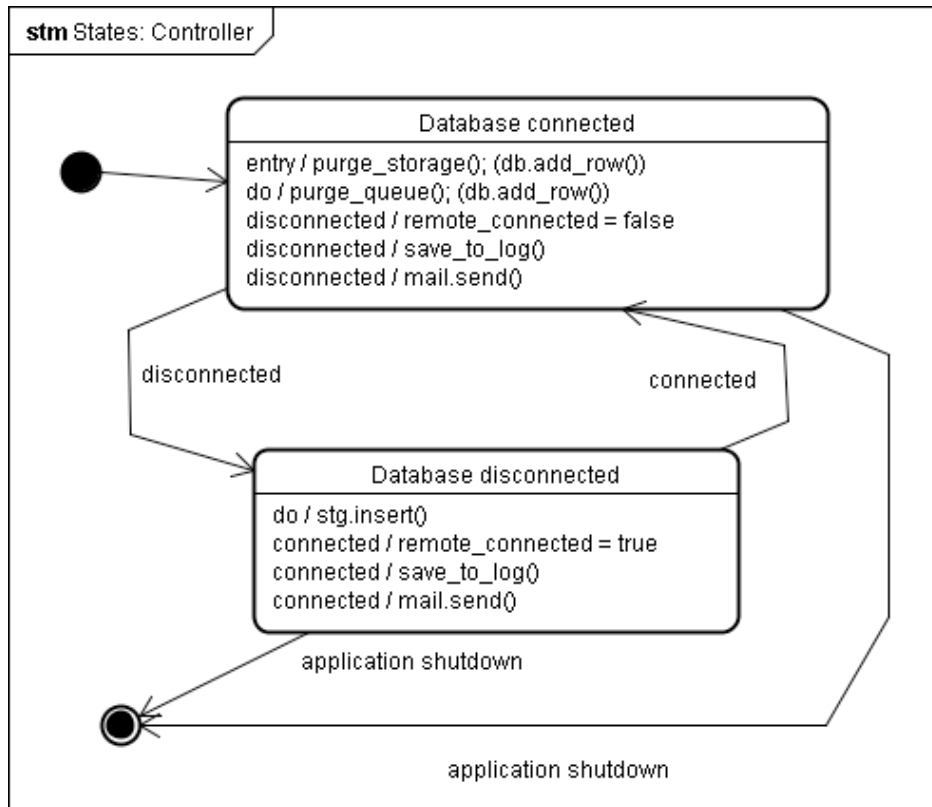 stm States: Controller
Database connected
entry / purge_storage(); (db.add_row())
do / purge_queue(); (db.add_row())
disconnected / remote_connected = false
disconnected / save_to_log()
disconnected / mail.send()
disconnected
connected
Database disconnected
do / stg.insert()
connected / remote_connected = true
connected / save_to_log()
connected / mail.send()
application shutdown
application shutdown